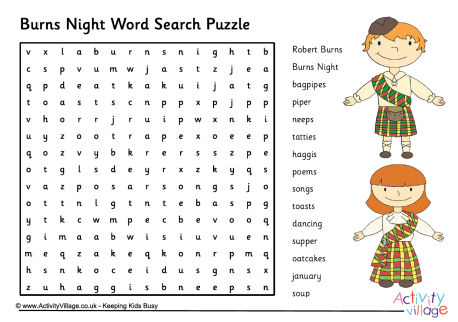 Burns Night Word Search Puzzle
v x l a b u r n s n i g h t b
c s p v u m w j a s t z j e a
q p d e a t k a k u i j a t g
t o a s t s r n p p x p j p p
v h o r r j r u i p w x n k i
u y z o o t r a p e x o e e p
q o z v y b k r e r s s z p e
o t g l s d e y r x z k y q s
v a z p o s a r s o n g s j o
o t t n l g t n t e b a s p g
y t k c w m p e c b e v o o q
g i m a a b w j s i u v u e n
m e q z a k e q k o n r p m q
h s n k o c e i d u s g n s x
z h u a g g i s b n e e p s n
Robert Burns
Burns Night
bagpipes
piper
neeps
tatties
haggis
poems
songs
toasts
dancing
supper
oatcakes
january
soup
© www.ActivityVillage.co.uk - Keeping Kids Busy
Activity
Village